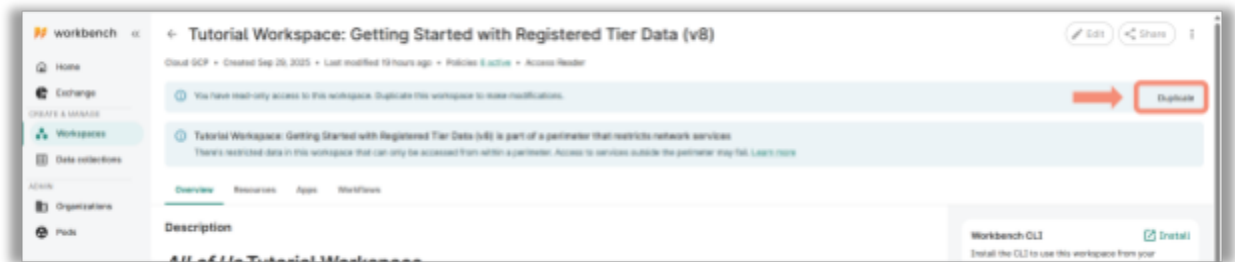 workbench «
← Tutorial Workspace: Getting Started with Registered Tier Data (v8)
Edit
Share
Cloud GCP • Created Sep 29, 2025 • Last modified 19 hours ago • Policies 6 active • Access Reader
Home
Exchange
CREATE & MANAGE
Workspaces
Data collections
ADMIN
Organizations
Pods
You have read-only access to this workspace. Duplicate this workspace to make modifications.
Duplicate
Tutorial Workspace: Getting Started with Registered Tier Data (v8) is part of a perimeter that restricts network services
There's restricted data in this workspace that can only be accessed from within a perimeter. Access to services outside the perimeter may fail. Learn more
Overview Resources Apps Workflows
Description
All of Us Tutorial Workspace
Workbench CLI
Install
Install the CLI to use this workspace from your